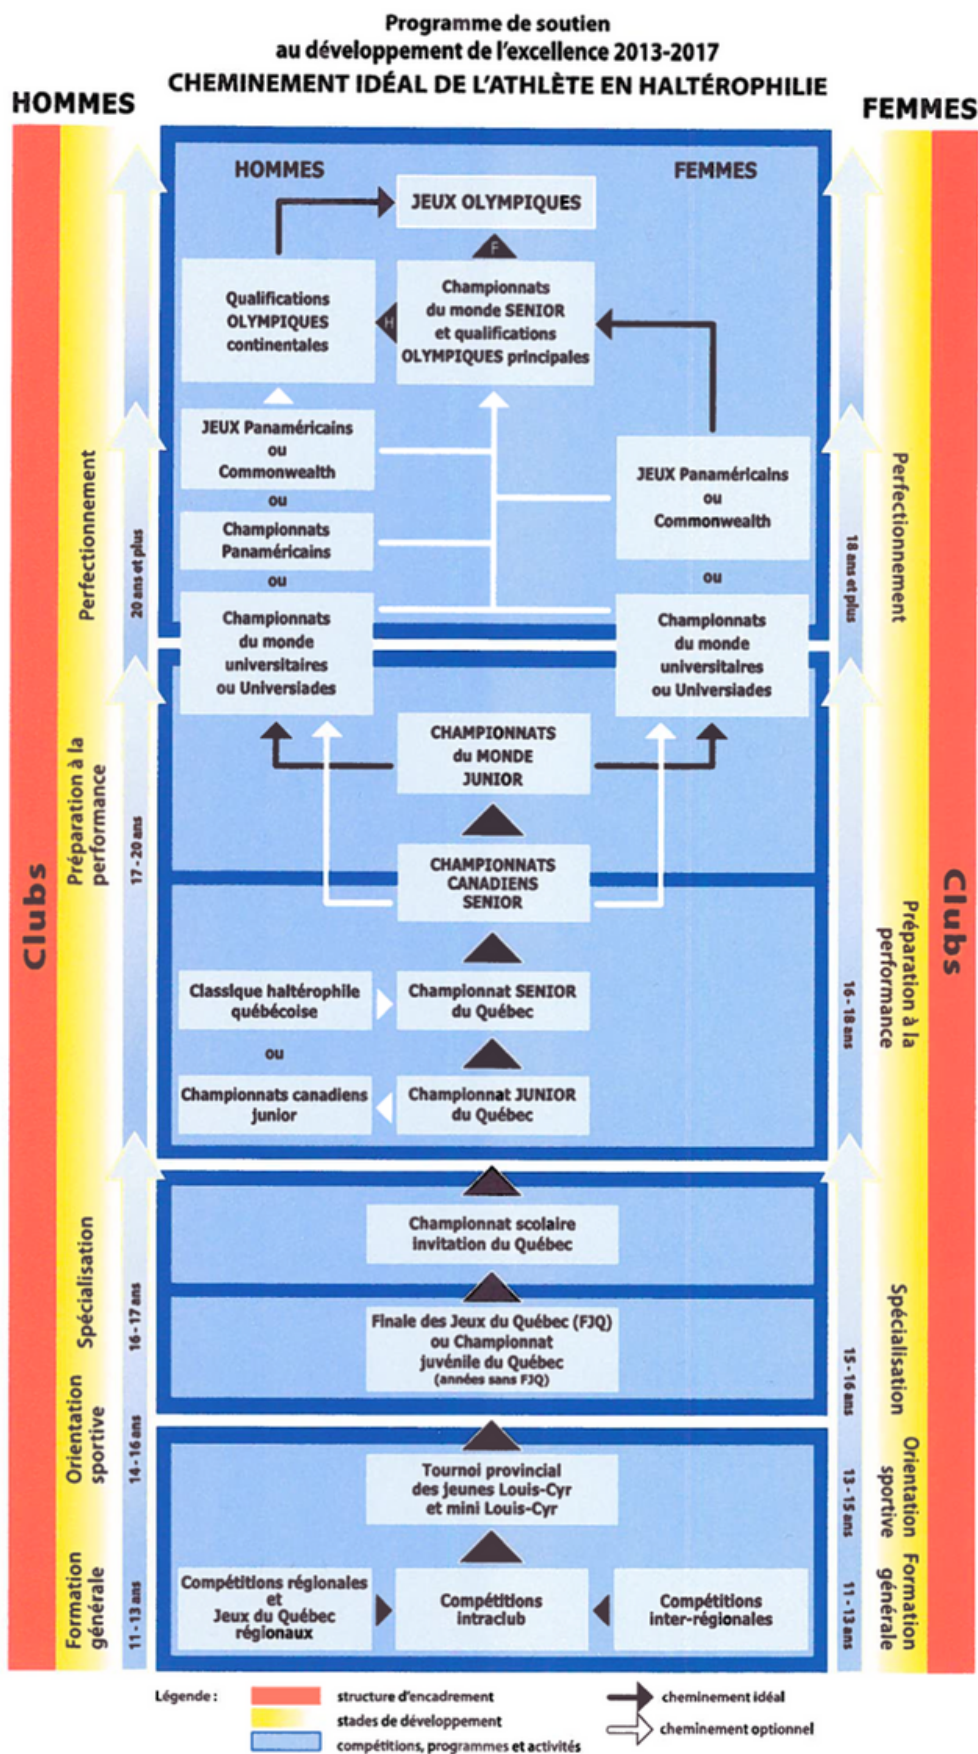 Programme de soutien
au développement de l'excellence 2013-2017
CHEMINEMENT IDÉAL DE L'ATHLÈTE EN HALTÉROPHILIE
HOMMES
FEMMES
HOMMES
FEMMES
JEUX OLYMPIQUES
F
Qualifications
OLYMPIQUES
continentales
H
Championnats
du monde SENIOR
et qualifications
OLYMPIQUES principales
JEUX Panaméricains
ou
Commonwealth
ou
Championnats
Panaméricains
ou
Championnats
du monde
universitaires
ou Universiades
JEUX Panaméricains
ou
Commonwealth
ou
Championnats
du monde
universitaires
ou Universiades
CHAMPIONNATS
du MONDE
JUNIOR
CHAMPIONNATS
CANADIENS
SENIOR
Classique haltérophile
québécoise
Championnat SENIOR
du Québec
ou
Championnats canadiens
junior
Championnat JUNIOR
du Québec
Championnat scolaire
invitation du Québec
Finale des Jeux du Québec (FJQ)
ou Championnat
juvénile du Québec
(années sans FJQ)
Tournoi provincial
des jeunes Louis-Cyr
et mini Louis-Cyr
Compétitions régionales
et
Jeux du Québec
régionaux
Compétitions
intraclub
Compétitions
inter-régionales
Clubs
Perfectionnement
20 ans et plus
Préparation à la
performance
17 - 20 ans
Spécialisation
16 - 17 ans
Orientation
sportive
14 - 16 ans
Formation
générale
11 - 13 ans
Clubs
Perfectionnement
18 ans et plus
Préparation à la
performance
16 - 18 ans
Spécialisation
15 - 16 ans
Orientation
sportive
13 - 15 ans
Formation
générale
11 - 13 ans
Légende :
structure d'encadrement
stades de développement
compétitions, programmes et activités
cheminement idéal
cheminement optionnel